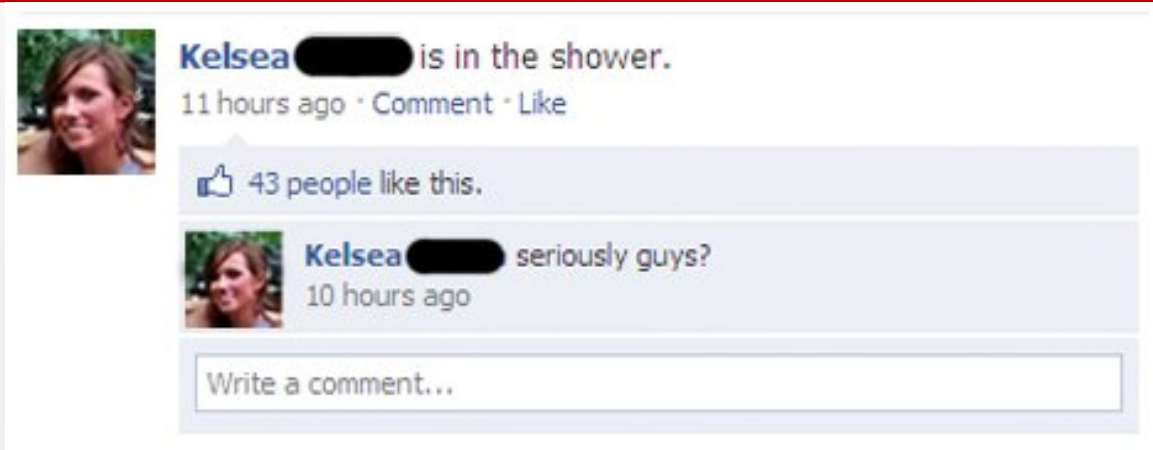 Kelsea is in the shower.
11 hours ago · Comment · Like
43 people like this.
Kelsea seriously guys?
10 hours ago
Write a comment...